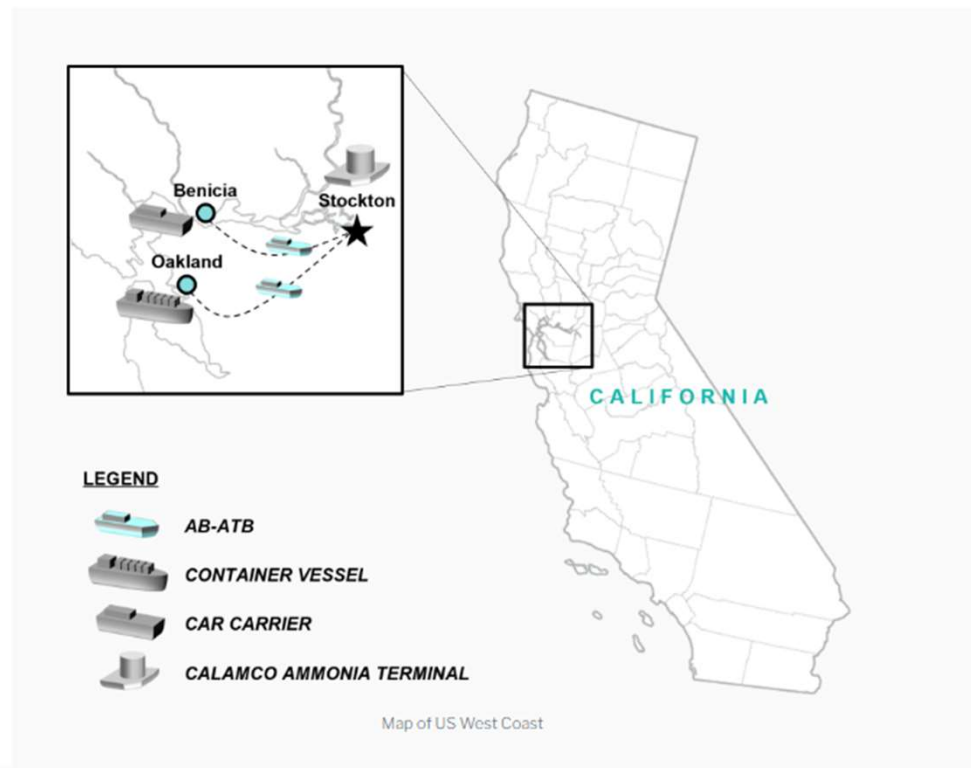 Benicia
Stockton
Oakland
CALIFORNIA
LEGEND
AB-ATB
CONTAINER VESSEL
CAR CARRIER
CALAMCO AMMONIA TERMINAL
Map of US West Coast